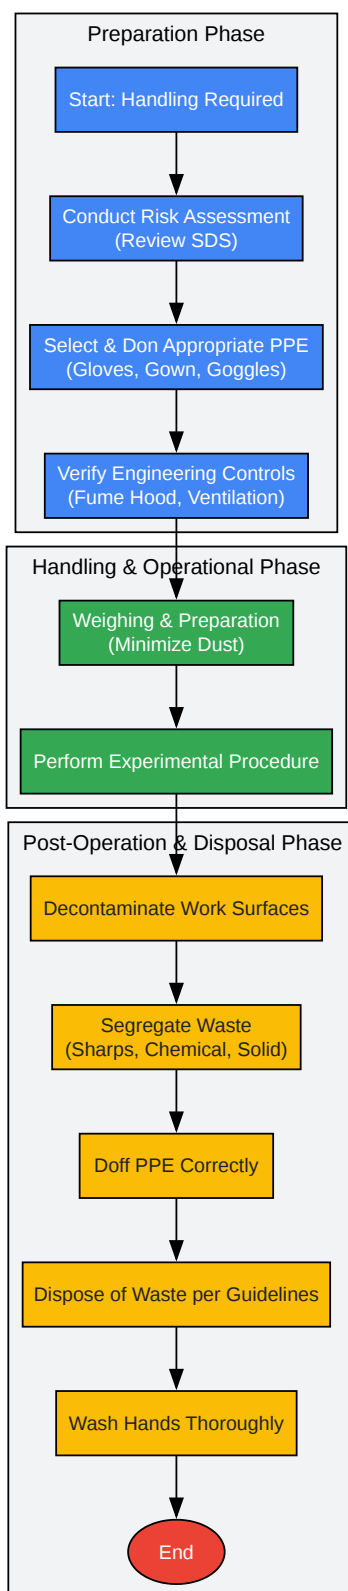 Preparation Phase
Start: Handling Required
Conduct Risk Assessment
(Review SDS)
Select & Don Appropriate PPE
(Gloves, Gown, Goggles)
Verify Engineering Controls
(Fume Hood, Ventilation)
Handling & Operational Phase
Weighing & Preparation
(Minimize Dust)
Perform Experimental Procedure
Post-Operation & Disposal Phase
Decontaminate Work Surfaces
Segregate Waste
(Sharps, Chemical, Solid)
Doff PPE Correctly
Dispose of Waste per Guidelines
Wash Hands Thoroughly
End